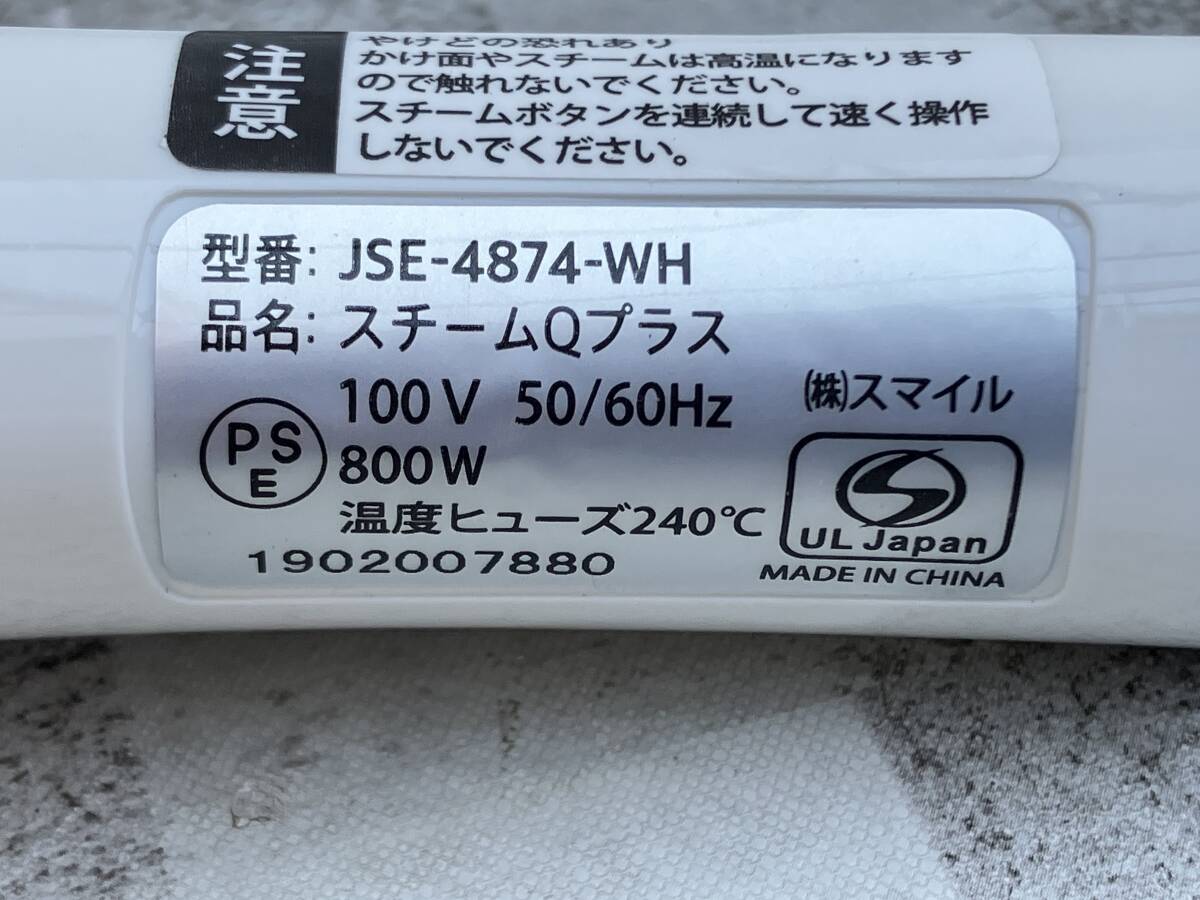 注意
やけどの恐れあり
かけ面やスチームは高温になります
ので触れないでください。
スチームボタンを連続して速く操作
しないでください。
型番: JSE-4874-WH
品名: スチームQプラス
100V 50/60Hz
(株)スマイル
PSE
800W
温度ヒューズ240℃
UL Japan
1902007880
MADE IN CHINA